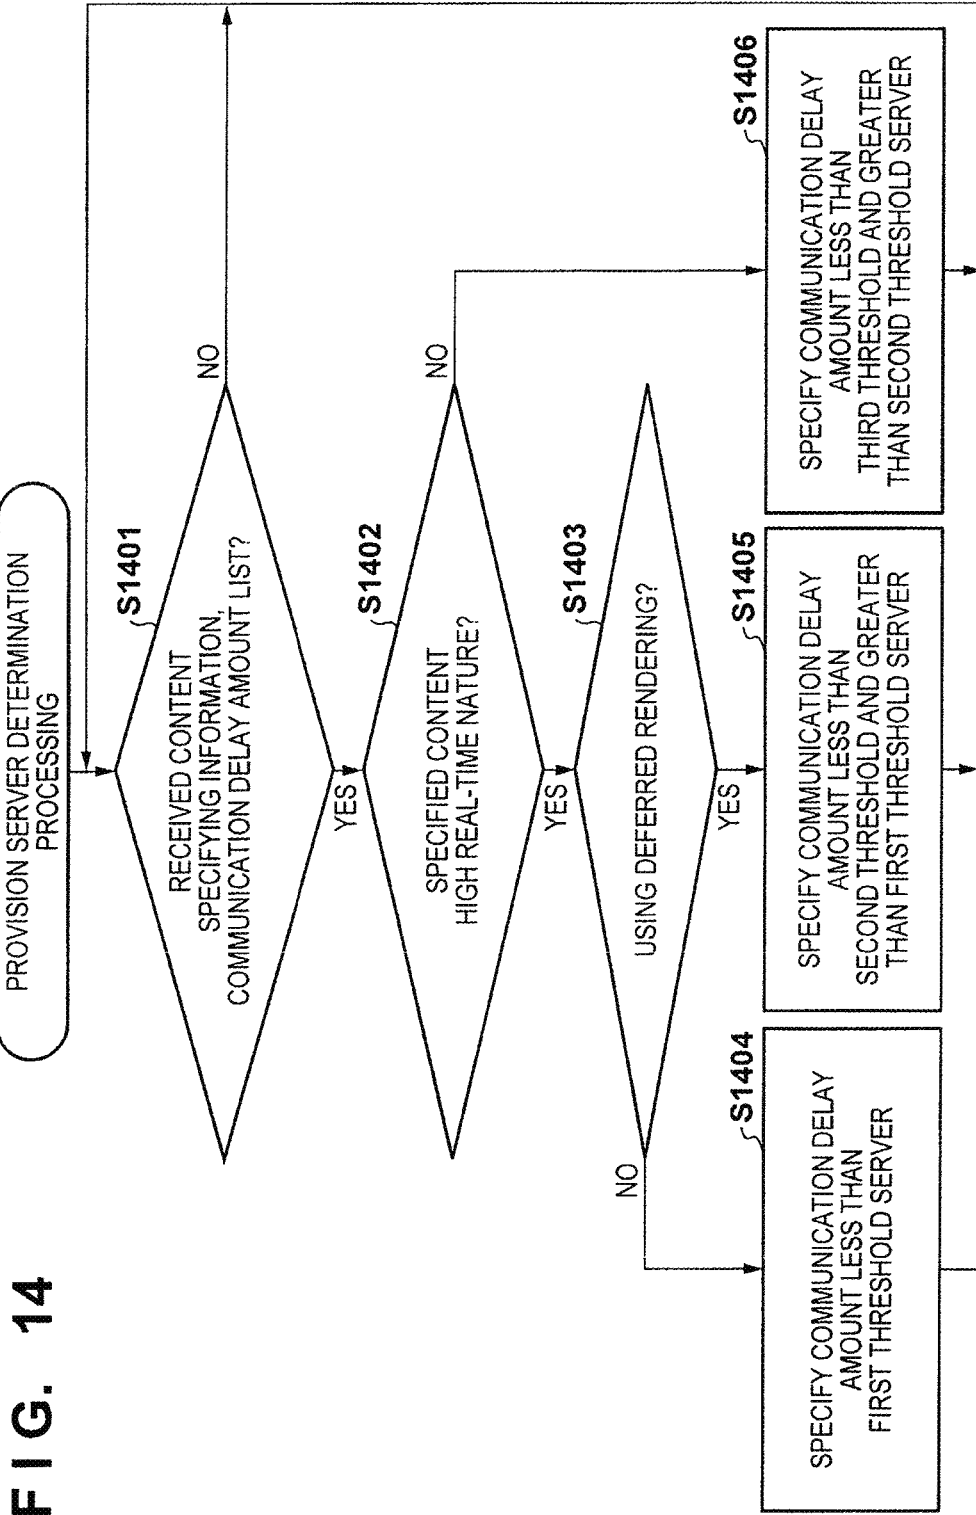 FIG. 14
PROVISION SERVER DETERMINATION
PROCESSING
S1401
RECEIVED CONTENT
SPECIFYING INFORMATION,
COMMUNICATION DELAY AMOUNT LIST?
NO
YES
S1402
SPECIFIED CONTENT
HIGH REAL-TIME NATURE?
NO
YES
S1403
USING DEFERRED RENDERING?
NO
YES
S1404
SPECIFY COMMUNICATION DELAY
AMOUNT LESS THAN
FIRST THRESHOLD SERVER
S1405
SPECIFY COMMUNICATION DELAY
AMOUNT LESS THAN
SECOND THRESHOLD AND GREATER
THAN FIRST THRESHOLD SERVER
S1406
SPECIFY COMMUNICATION DELAY
AMOUNT LESS THAN
THIRD THRESHOLD AND GREATER
THAN SECOND THRESHOLD SERVER